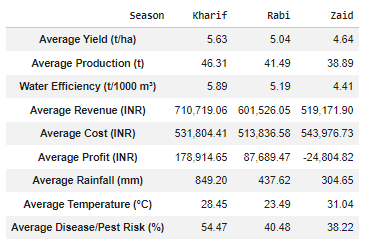 Season Kharif Rabi Zaid
Average Yield (t/ha) 5.63 5.04 4.64
Average Production (t) 46.31 41.49 38.89
Water Efficiency (t/1000 m³) 5.89 5.19 4.41
Average Revenue (INR) 710,719.06 601,526.05 519,171.90
Average Cost (INR) 531,804.41 513,836.58 543,976.73
Average Profit (INR) 178,914.65 87,689.47 -24,804.82
Average Rainfall (mm) 849.20 437.62 304.65
Average Temperature (°C) 28.45 23.49 31.04
Average Disease/Pest Risk (%) 54.47 40.48 38.22